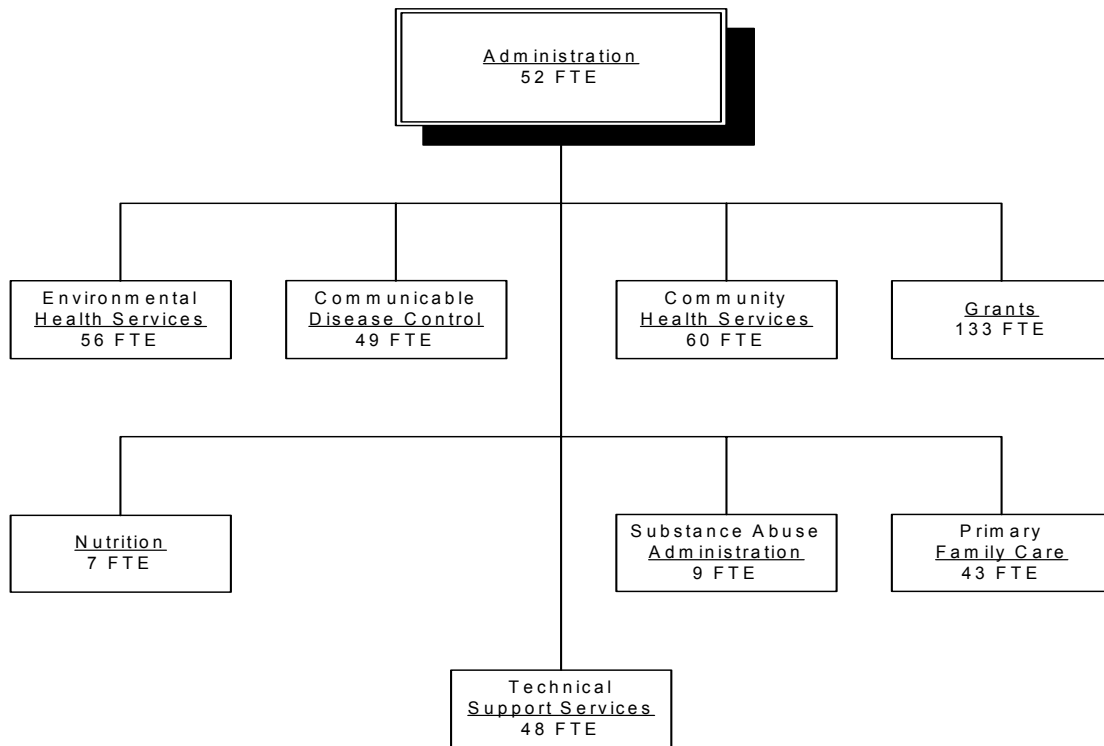 Administration
52 FTE
Environmental
Health Services
56 FTE
Communicable
Disease Control
49 FTE
Community
Health Services
60 FTE
Grants
133 FTE
Nutrition
7 FTE
Substance Abuse
Administration
9 FTE
Primary
Family Care
43 FTE
Technical
Support Services
48 FTE